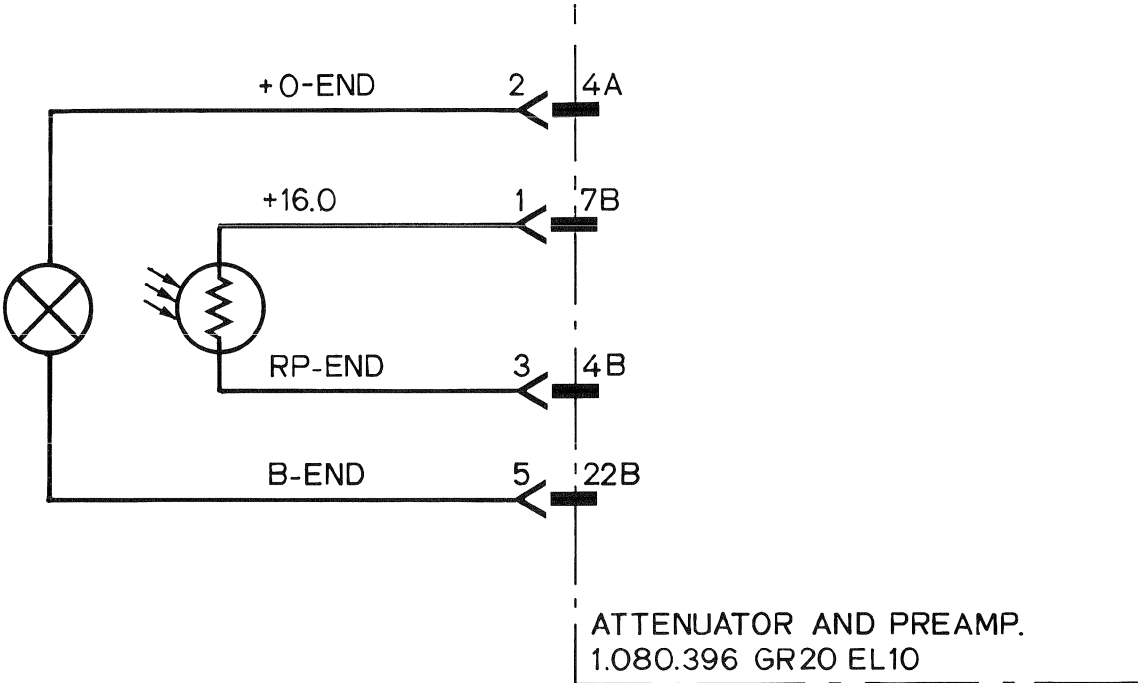 +0-END 2 4A
+16.0 1 7B
RP-END 3 4B
B-END 5 22B
ATTENUATOR AND PREAMP.
1.080.396 GR20 EL10